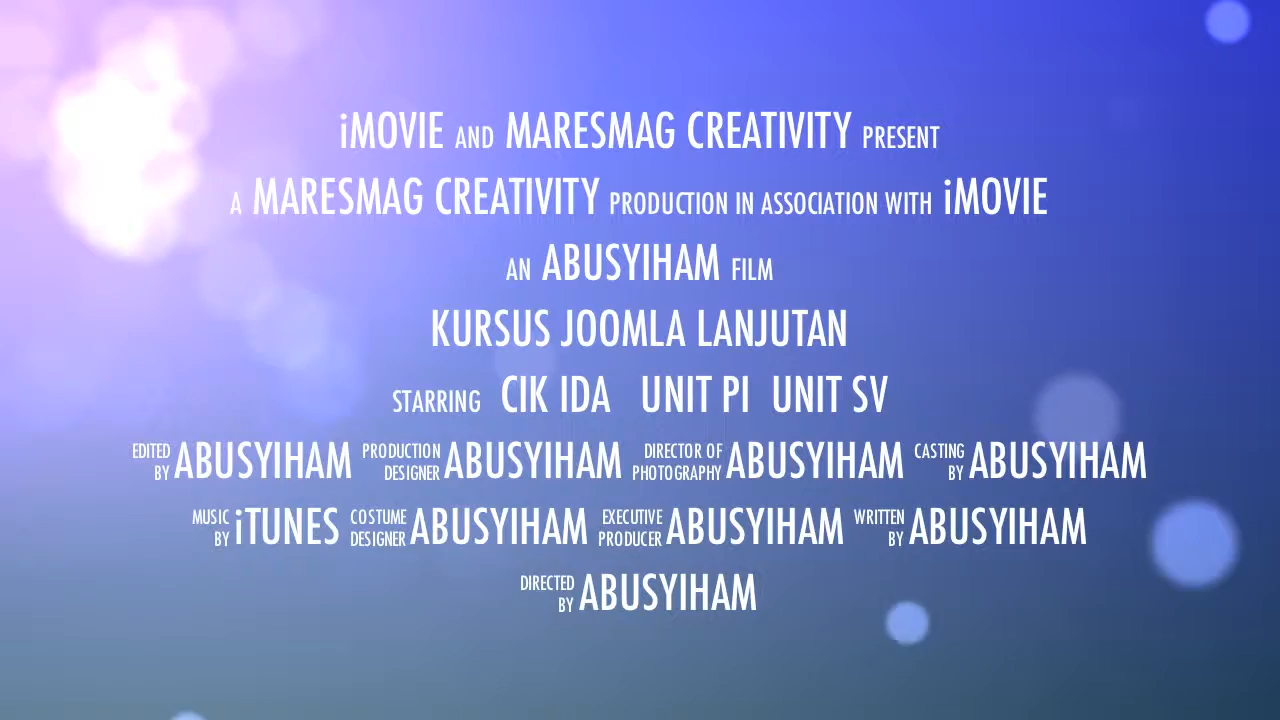 iMOVIE AND MARESMAG CREATIVITY PRESENT
A MARESMAG CREATIVITY PRODUCTION IN ASSOCIATION WITH iMOVIE
AN ABUSYIHAM FILM
KURSUS JOOMLA LANJUTAN
STARRING CIK IDA UNIT PI UNIT SV
EDITED BY ABUSYIHAM PRODUCTION DESIGNER ABUSYIHAM DIRECTOR OF PHOTOGRAPHY ABUSYIHAM CASTING BY ABUSYIHAM
MUSIC BY iTUNES COSTUME DESIGNER ABUSYIHAM EXECUTIVE PRODUCER ABUSYIHAM WRITTEN BY ABUSYIHAM
DIRECTED BY ABUSYIHAM